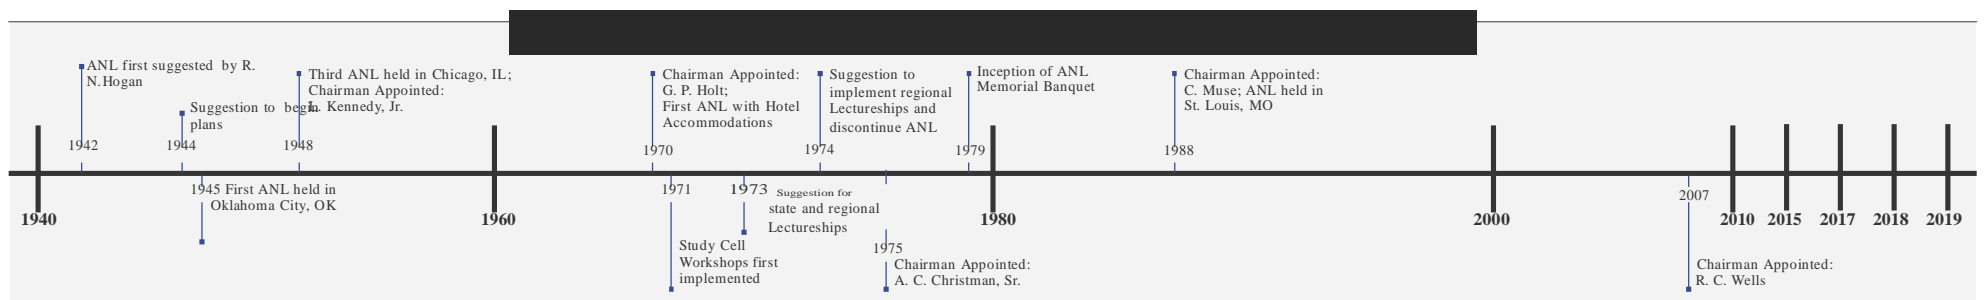 ANL first suggested by R.
N.Hogan
1942
Suggestion to begin
plans
1944
Third ANL held in Chicago, IL;
Chairman Appointed:
L. Kennedy, Jr.
1948
Chairman Appointed:
G. P. Holt;
First ANL with Hotel
Accommodations
1970
Suggestion to
implement regional
Lectureships and
discontinue ANL
1974
Inception of ANL
Memorial Banquet
1979
Chairman Appointed:
C. Muse; ANL held in
St. Louis, MO
1988
1945 First ANL held in
Oklahoma City, OK
1971
Study Cell
Workshops first
implemented
1973 Suggestion for
state and regional
Lectureships
1975
Chairman Appointed:
A. C. Christman, Sr.
2007
Chairman Appointed:
R. C. Wells
1940
1960
1980
2000
2010
2015
2017
2018
2019